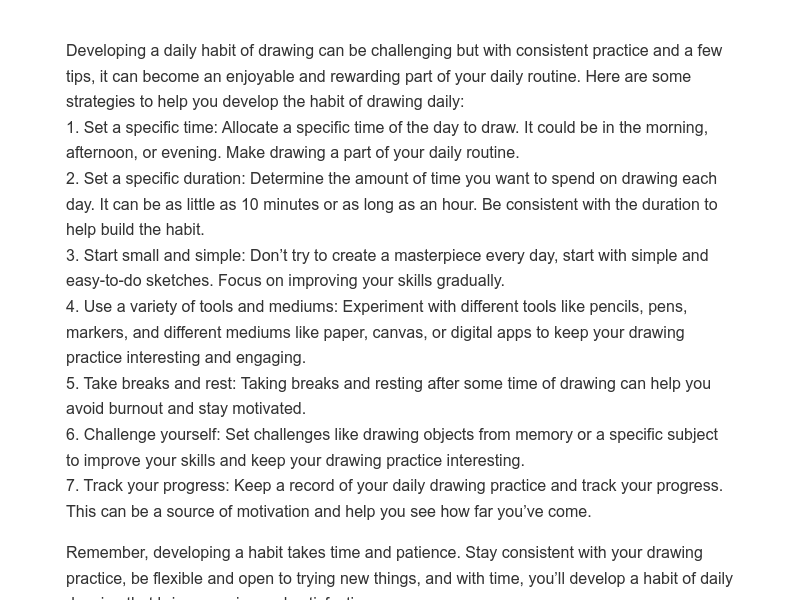 Developing a daily habit of drawing can be challenging but with consistent practice and a few
tips, it can become an enjoyable and rewarding part of your daily routine. Here are some
strategies to help you develop the habit of drawing daily:
1. Set a specific time: Allocate a specific time of the day to draw. It could be in the morning,
afternoon, or evening. Make drawing a part of your daily routine.
2. Set a specific duration: Determine the amount of time you want to spend on drawing each
day. It can be as little as 10 minutes or as long as an hour. Be consistent with the duration to
help build the habit.
3. Start small and simple: Don’t try to create a masterpiece every day, start with simple and
easy-to-do sketches. Focus on improving your skills gradually.
4. Use a variety of tools and mediums: Experiment with different tools like pencils, pens,
markers, and different mediums like paper, canvas, or digital apps to keep your drawing
practice interesting and engaging.
5. Take breaks and rest: Taking breaks and resting after some time of drawing can help you
avoid burnout and stay motivated.
6. Challenge yourself: Set challenges like drawing objects from memory or a specific subject
to improve your skills and keep your drawing practice interesting.
7. Track your progress: Keep a record of your daily drawing practice and track your progress.
This can be a source of motivation and help you see how far you’ve come.
Remember, developing a habit takes time and patience. Stay consistent with your drawing
practice, be flexible and open to trying new things, and with time, you’ll develop a habit of daily